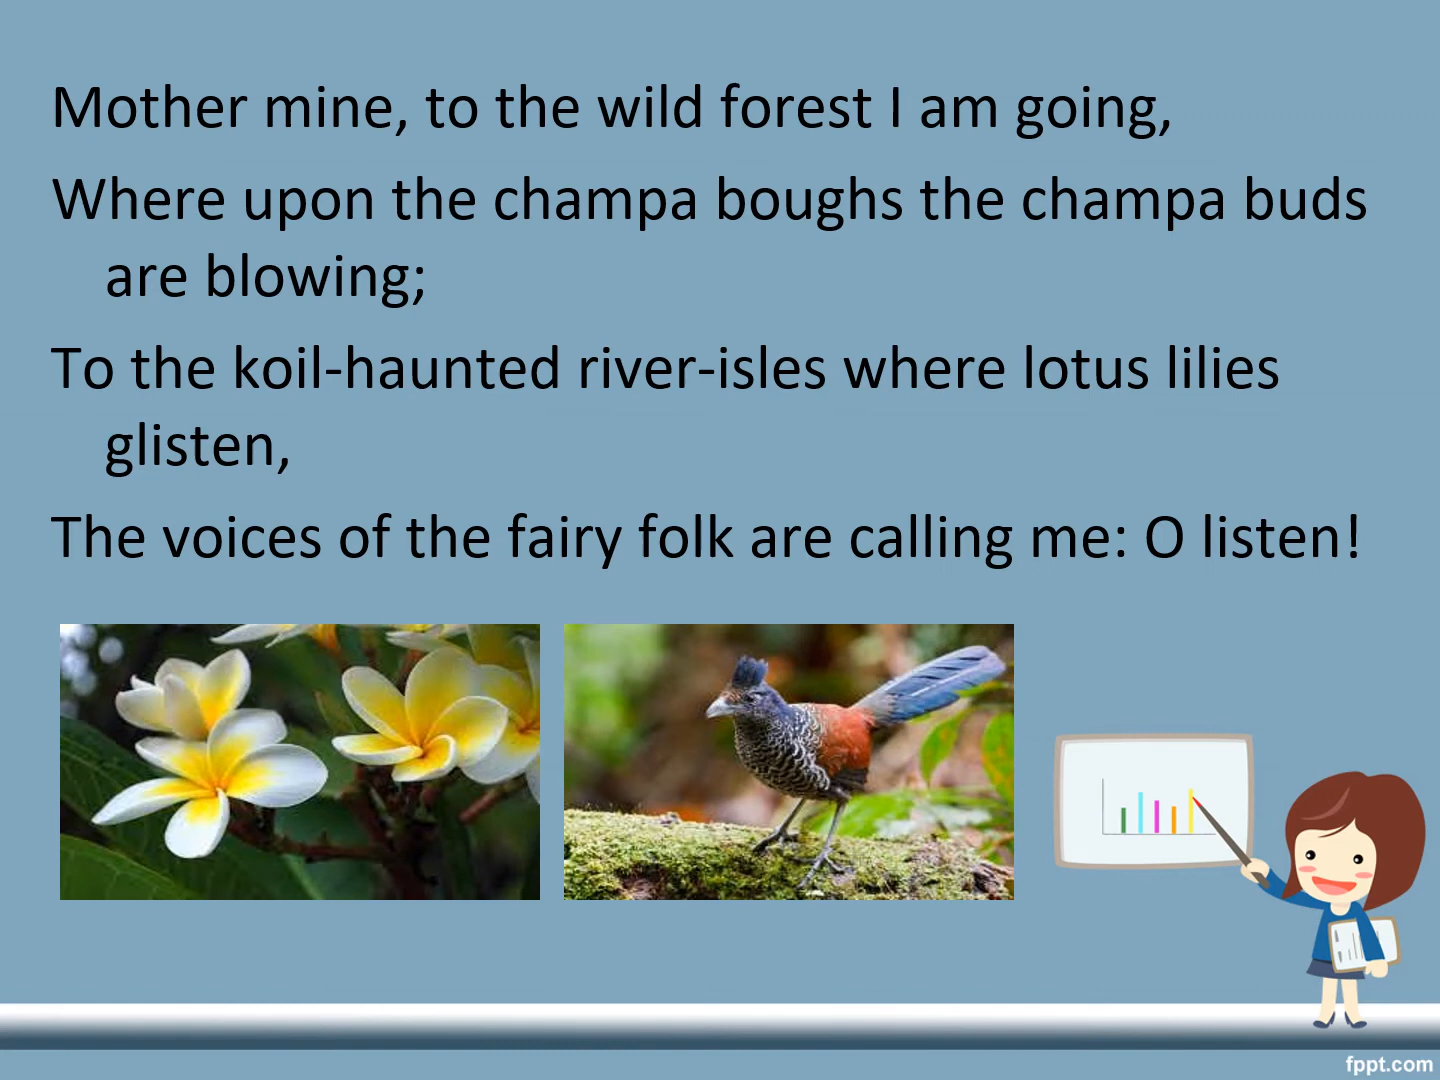 Mother mine, to the wild forest I am going,
Where upon the champa boughs the champa buds
are blowing;
To the koil-haunted river-isles where lotus lilies
glisten,
The voices of the fairy folk are calling me: O listen!
fppt.com